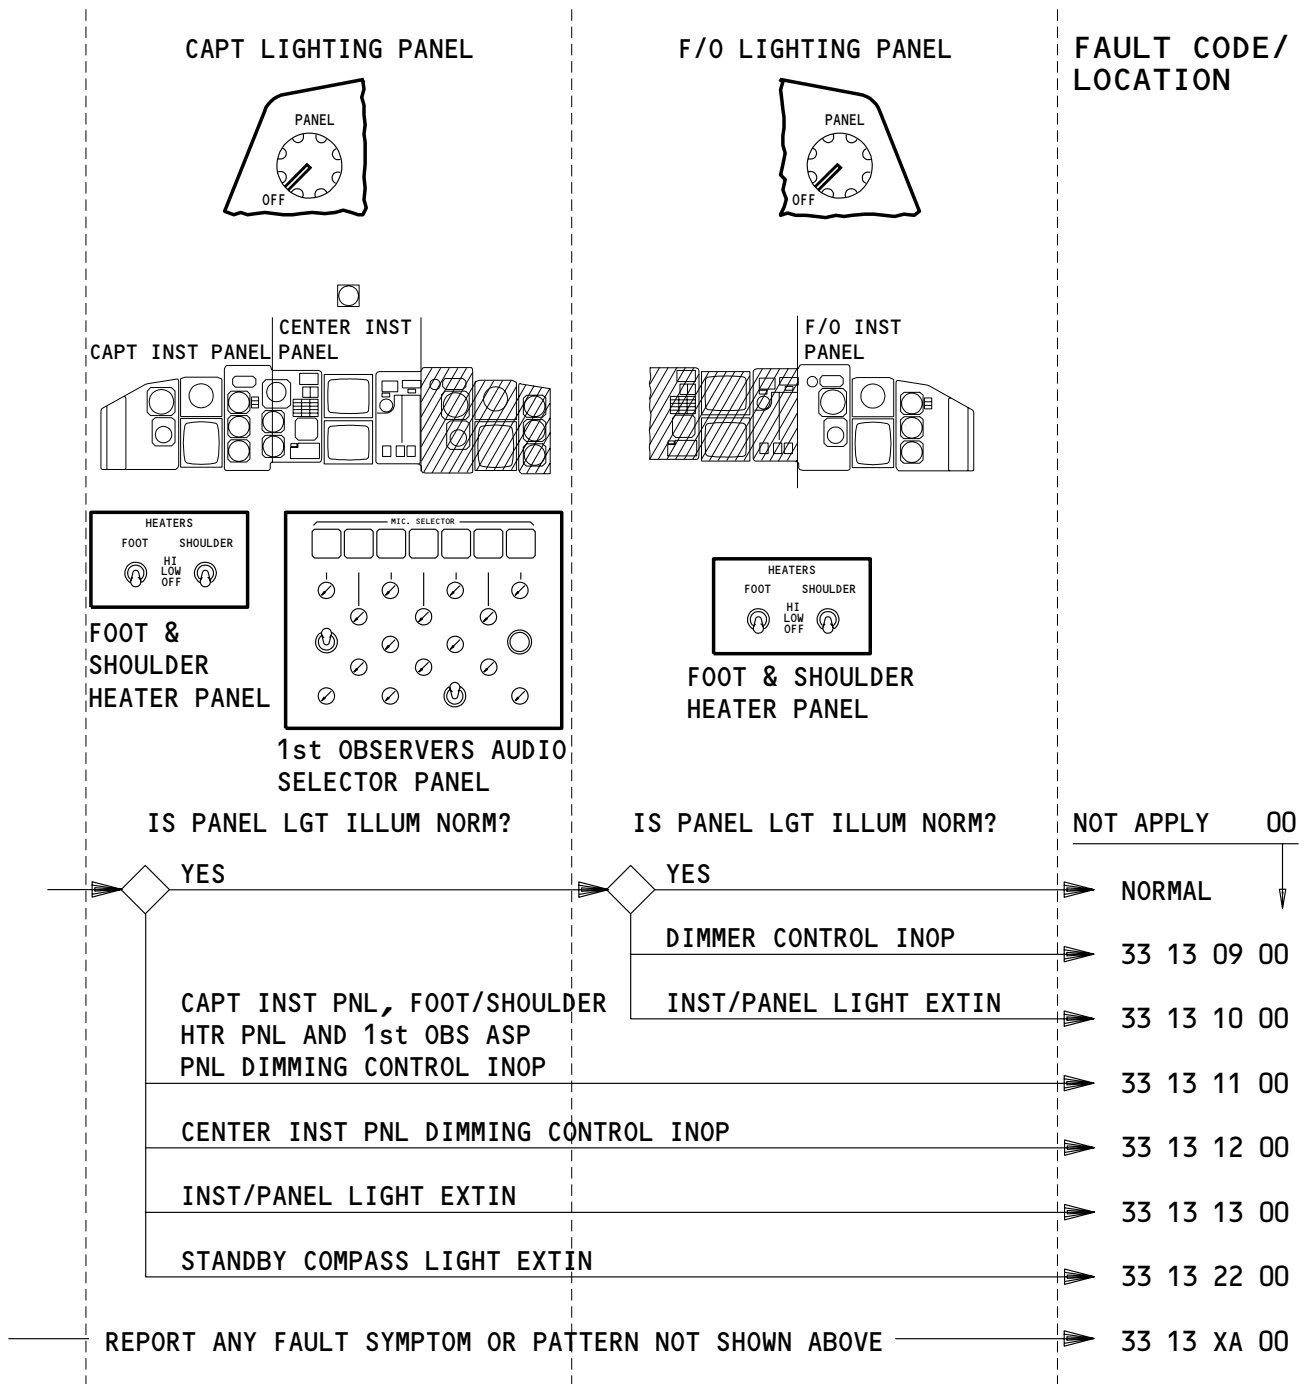 CAPT LIGHTING PANEL
F/O LIGHTING PANEL
FAULT CODE/
LOCATION
PANEL
OFF
PANEL
OFF
CENTER INST
PANEL
CAPT INST PANEL
F/O INST
PANEL
HEATERS
FOOT SHOULDER
HI
LOW
OFF
FOOT &
SHOULDER
HEATER PANEL
MIC. SELECTOR
1st OBSERVERS AUDIO
SELECTOR PANEL
HEATERS
FOOT SHOULDER
HI
LOW
OFF
FOOT & SHOULDER
HEATER PANEL
IS PANEL LGT ILLUM NORM?
IS PANEL LGT ILLUM NORM?
NOT APPLY 00
YES
YES
NORMAL
DIMMER CONTROL INOP
33 13 09 00
INST/PANEL LIGHT EXTIN
33 13 10 00
CAPT INST PNL, FOOT/SHOULDER
HTR PNL AND 1st OBS ASP
PNL DIMMING CONTROL INOP
33 13 11 00
CENTER INST PNL DIMMING CONTROL INOP
33 13 12 00
INST/PANEL LIGHT EXTIN
33 13 13 00
STANDBY COMPASS LIGHT EXTIN
33 13 22 00
REPORT ANY FAULT SYMPTOM OR PATTERN NOT SHOWN ABOVE
33 13 XA 00